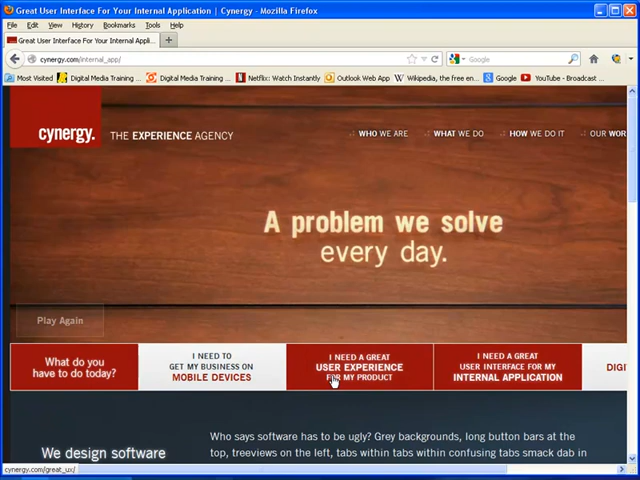 Great User Interface For Your Internal Application | Cynergy - Mozilla Firefox
File Edit View History Bookmarks Tools Help
Great User Interface For Your Internal Appli...
cynergy.com/internal_app/
Google
Most Visited Digital Media Training ... Digital Media Training ... Netflix: Watch Instantly Outlook Web App Wikipedia, the free en... Google YouTube - Broadcast ...
cynergy. THE EXPERIENCE AGENCY WHO WE ARE WHAT WE DO HOW WE DO IT OUR WOR
A problem we solve
every day.
Play Again
What do you
have to do today?
I NEED TO
GET MY BUSINESS ON
MOBILE DEVICES
I NEED A GREAT
USER EXPERIENCE
FOR MY PRODUCT
I NEED A GREAT
USER INTERFACE FOR MY
INTERNAL APPLICATION
DIGI
We design software
Who says software has to be ugly? Grey backgrounds, long button bars at the
top, treeviews on the left, tabs within tabs within confusing tabs smack dab in
cynergy.com/great_ux/